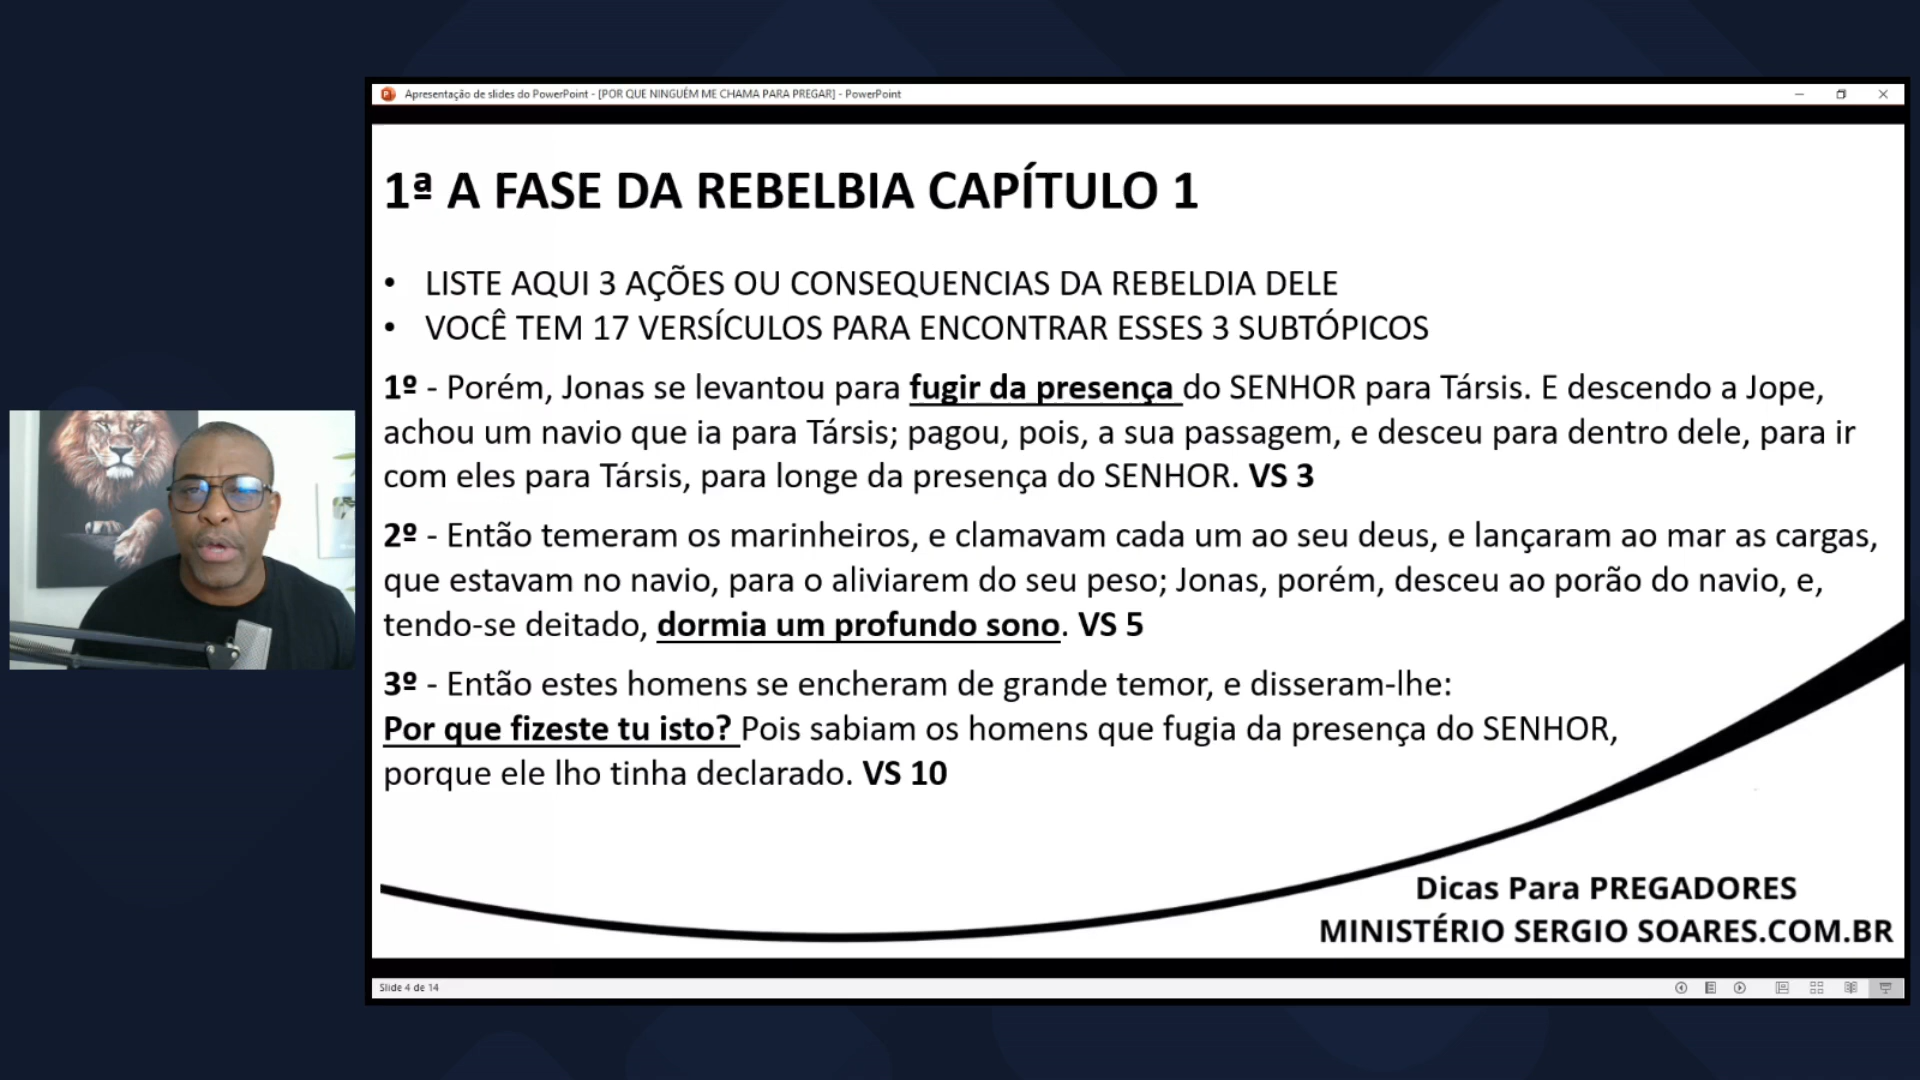 Apresentação de slides do PowerPoint - [POR QUE NINGUÉM ME CHAMA PARA PREGAR] - PowerPoint
1ª A FASE DA REBELBIA CAPÍTULO 1
• LISTE AQUI 3 AÇÕES OU CONSEQUENCIAS DA REBELDIA DELE
• VOCÊ TEM 17 VERSÍCULOS PARA ENCONTRAR ESSES 3 SUBTÓPICOS
1º - Porém, Jonas se levantou para fugir da presença do SENHOR para Társis. E descendo a Jope,
achou um navio que ia para Társis; pagou, pois, a sua passagem, e desceu para dentro dele, para ir
com eles para Társis, para longe da presença do SENHOR. VS 3
2º - Então temeram os marinheiros, e clamavam cada um ao seu deus, e lançaram ao mar as cargas,
que estavam no navio, para o aliviarem do seu peso; Jonas, porém, desceu ao porão do navio, e,
tendo-se deitado, dormia um profundo sono. VS 5
3º - Então estes homens se encheram de grande temor, e disseram-lhe:
Por que fizeste tu isto? Pois sabiam os homens que fugia da presença do SENHOR,
porque ele lho tinha declarado. VS 10
Dicas Para PREGADORES
MINISTÉRIO SERGIO SOARES.COM.BR
Slide 4 de 14